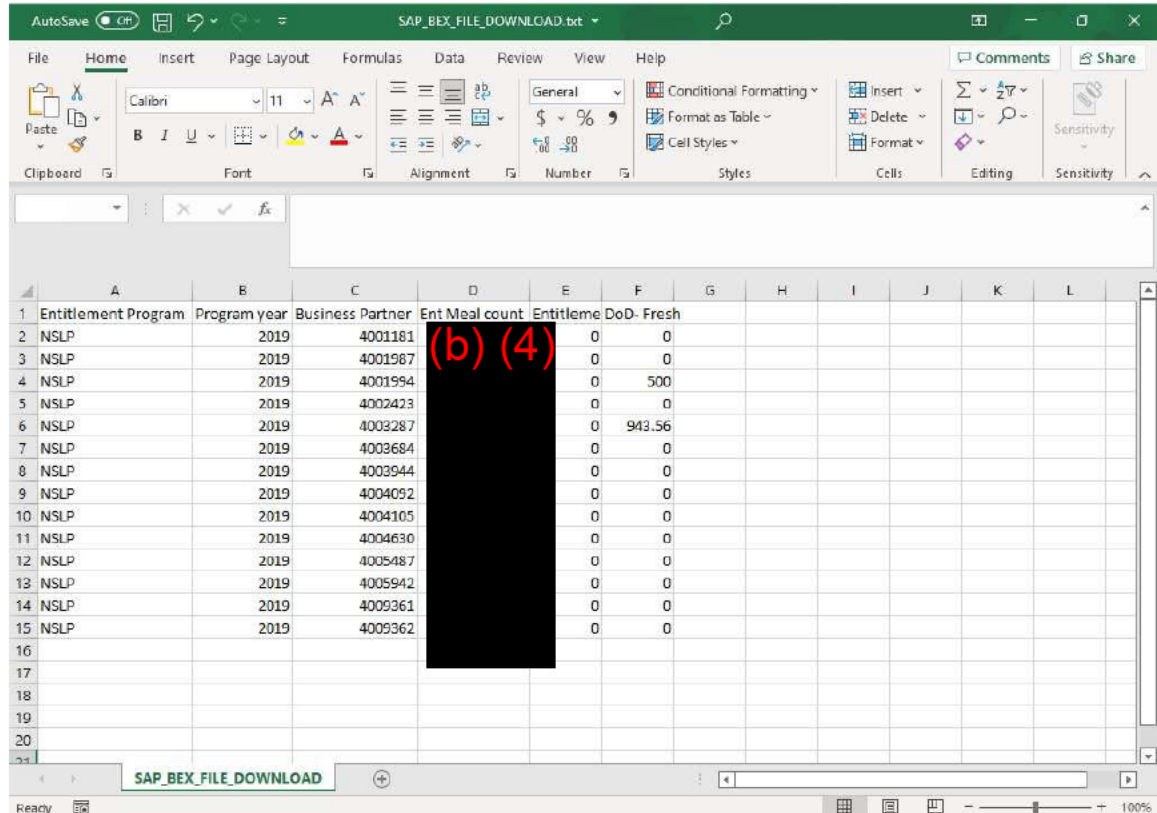 AutoSave Off SAP_BEX_FILE_DOWNLOAD.txt
File Home Insert Page Layout Formulas Data Review View Help Comments Share
Paste Calibri 11 A^ A˅ ab General Conditional Formatting Insert Σ
B I U A $ % 9 Format as Table Delete Sensitivity
Cell Styles Format
Clipboard Font Alignment Number Styles Cells Editing Sensitivity
fx
A B C D E F G H I J K L
1 Entitlement Program Program year Business Partner Ent Meal count Entitleme DoD- Fresh
2 NSLP 2019 4001181 (b) (4) 0 0
3 NSLP 2019 4001987 0 0
4 NSLP 2019 4001994 0 500
5 NSLP 2019 4002423 0 0
6 NSLP 2019 4003287 0 943.56
7 NSLP 2019 4003684 0 0
8 NSLP 2019 4003944 0 0
9 NSLP 2019 4004092 0 0
10 NSLP 2019 4004105 0 0
11 NSLP 2019 4004630 0 0
12 NSLP 2019 4005487 0 0
13 NSLP 2019 4005942 0 0
14 NSLP 2019 4009361 0 0
15 NSLP 2019 4009362 0 0
16
17
18
19
20
21
SAP_BEX_FILE_DOWNLOAD
Ready 100%